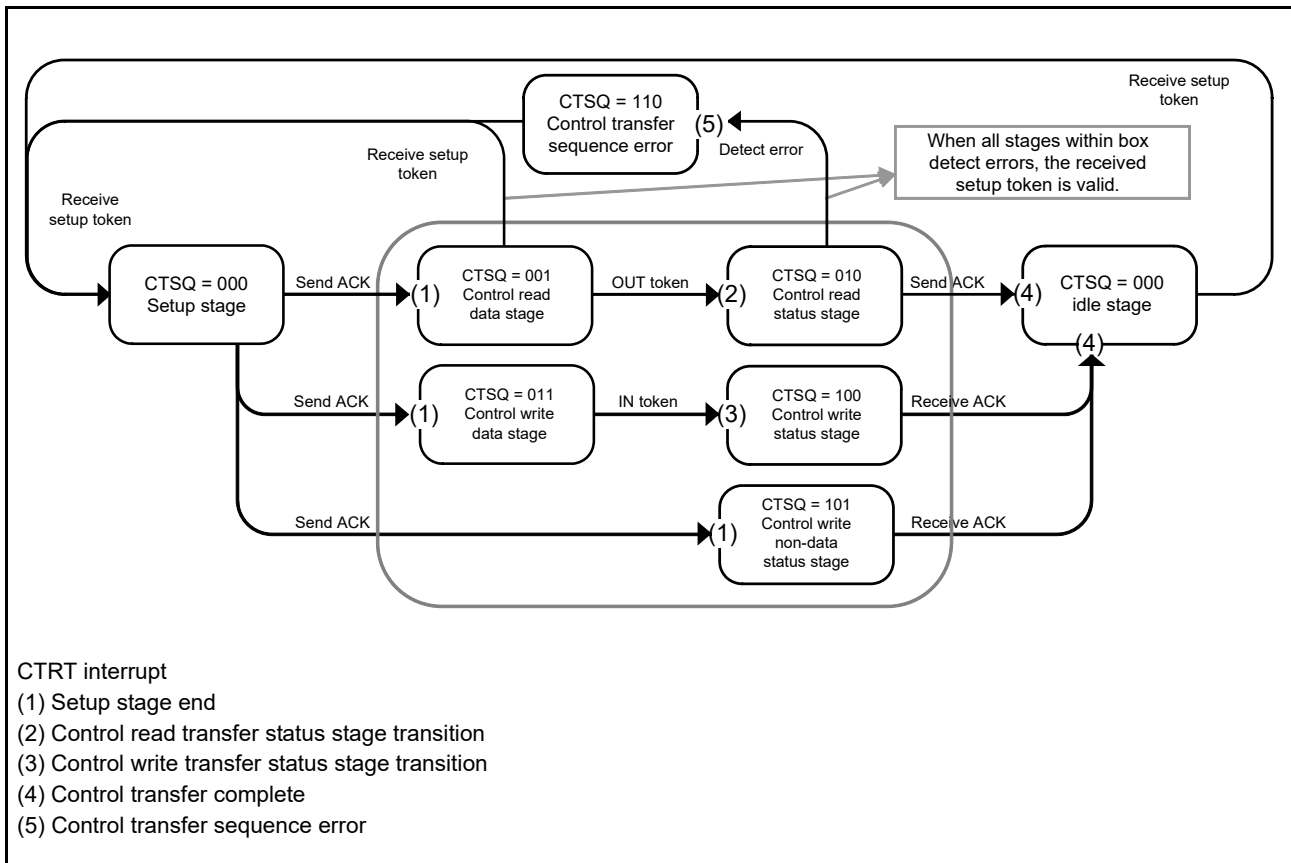 Receive setup
token
CTSQ = 110
Control transfer
sequence error
(5)
Detect error
Receive setup
token
When all stages within box
detect errors, the received
setup token is valid.
Receive
setup token
CTSQ = 000
Setup stage
Send ACK
(1)
CTSQ = 001
Control read
data stage
OUT token
(2)
CTSQ = 010
Control read
status stage
Send ACK
(4)
CTSQ = 000
idle stage
(4)
Send ACK
(1)
CTSQ = 011
Control write
data stage
IN token
(3)
CTSQ = 100
Control write
status stage
Receive ACK
Send ACK
(1)
CTSQ = 101
Control write
non-data
status stage
Receive ACK
CTRT interrupt
(1) Setup stage end
(2) Control read transfer status stage transition
(3) Control write transfer status stage transition
(4) Control transfer complete
(5) Control transfer sequence error